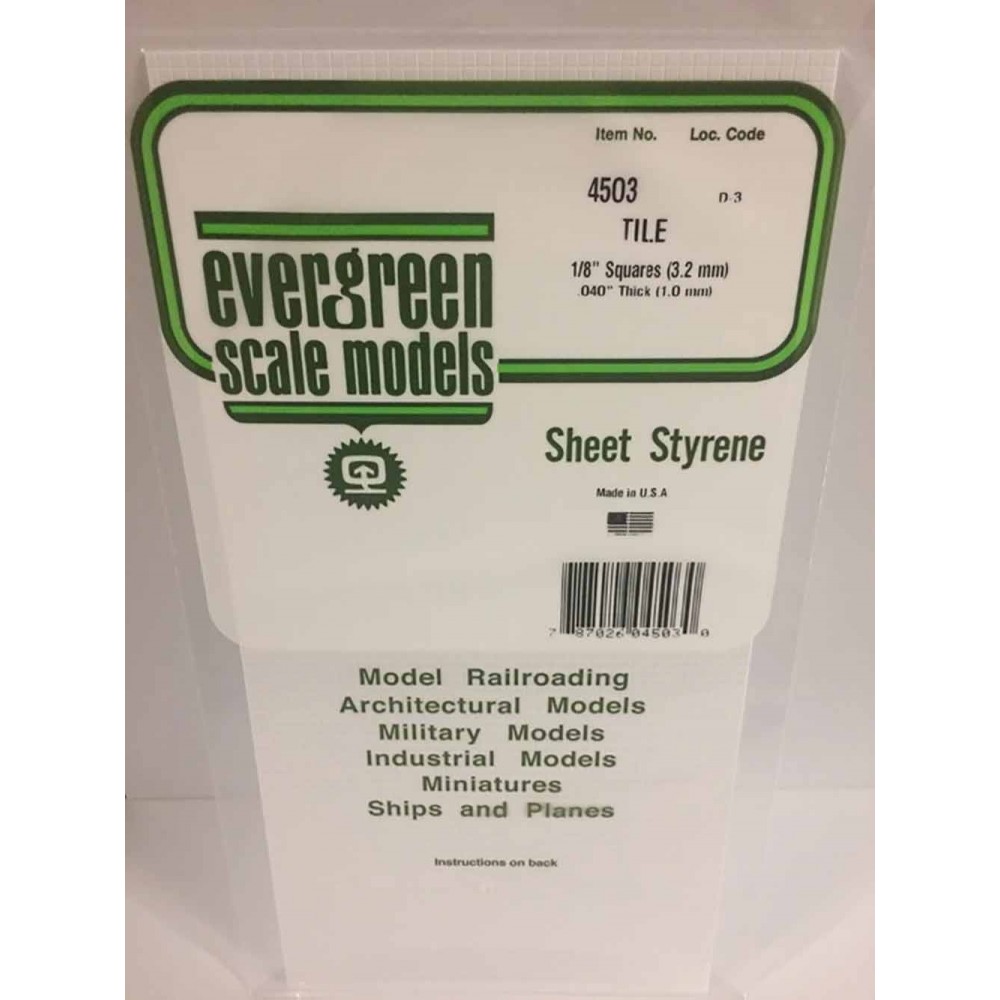 Item No. Loc. Code
4503 D-3
TILE
1/8" Squares (3.2 mm)
.040" Thick (1.0 mm)
evergreen
scale models
Sheet Styrene
Made in U.S.A
7 87026 04503 0
Model Railroading
Architectural Models
Military Models
Industrial Models
Miniatures
Ships and Planes
Instructions on back